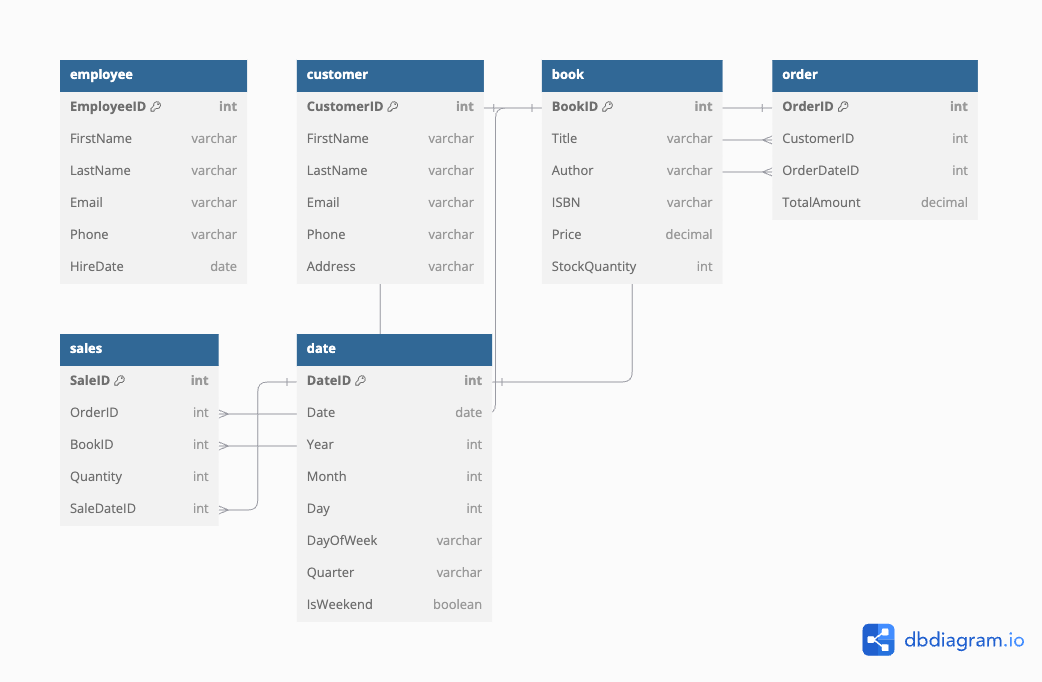 employee
EmployeeID int
FirstName varchar
LastName varchar
Email varchar
Phone varchar
HireDate date
customer
CustomerID int
FirstName varchar
LastName varchar
Email varchar
Phone varchar
Address varchar
book
BookID int
Title varchar
Author varchar
ISBN varchar
Price decimal
StockQuantity int
order
OrderID int
CustomerID int
OrderDateID int
TotalAmount decimal
sales
SaleID int
OrderID int
BookID int
Quantity int
SaleDateID int
date
DateID int
Date date
Year int
Month int
Day int
DayOfWeek varchar
Quarter varchar
IsWeekend boolean
dbdiagram.io